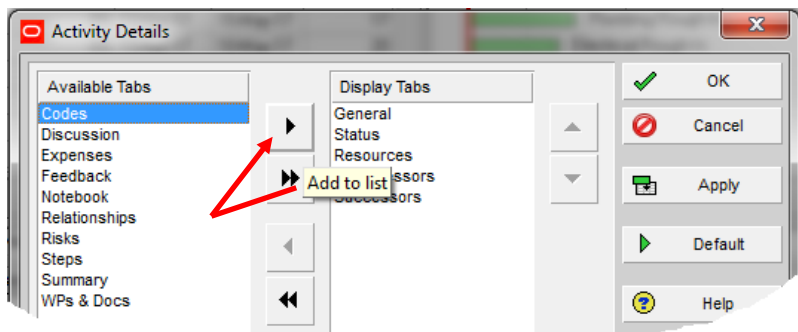 Activity Details
Available Tabs
Codes
Discussion
Expenses
Feedback
Notebook
Relationships
Risks
Steps
Summary
WPs & Docs
Add to list
Display Tabs
General
Status
Resources
Successors
OK
Cancel
Apply
Default
Help